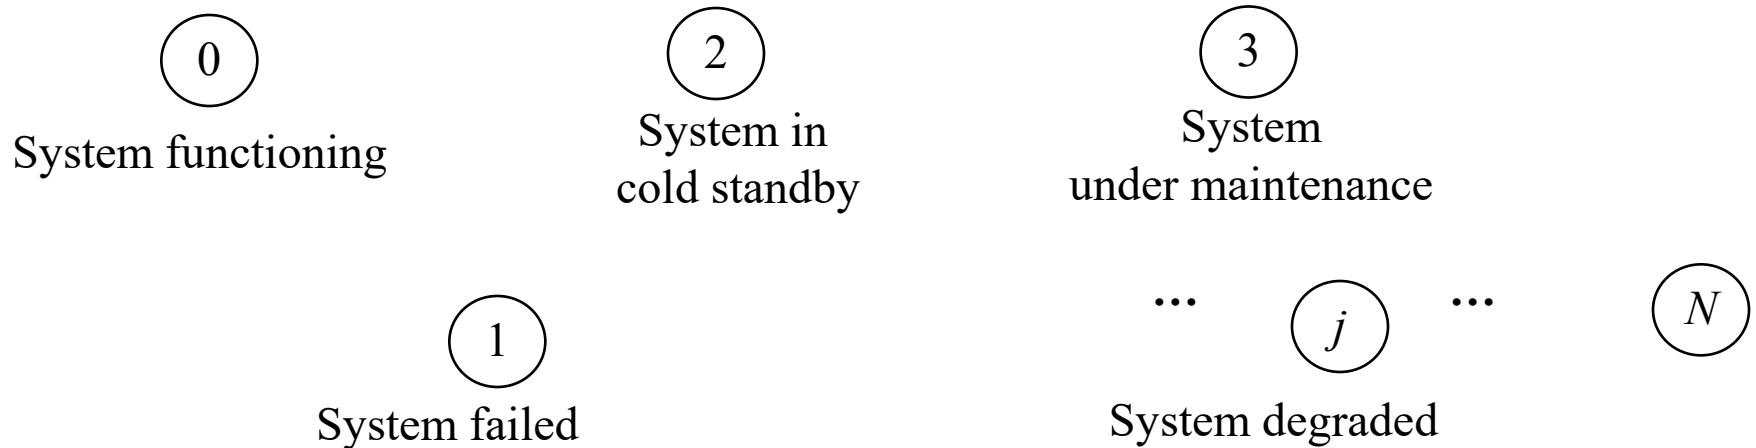 0
System functioning
2
System in
cold standby
3
System
under maintenance
1
System failed
...
j
System degraded
...
N